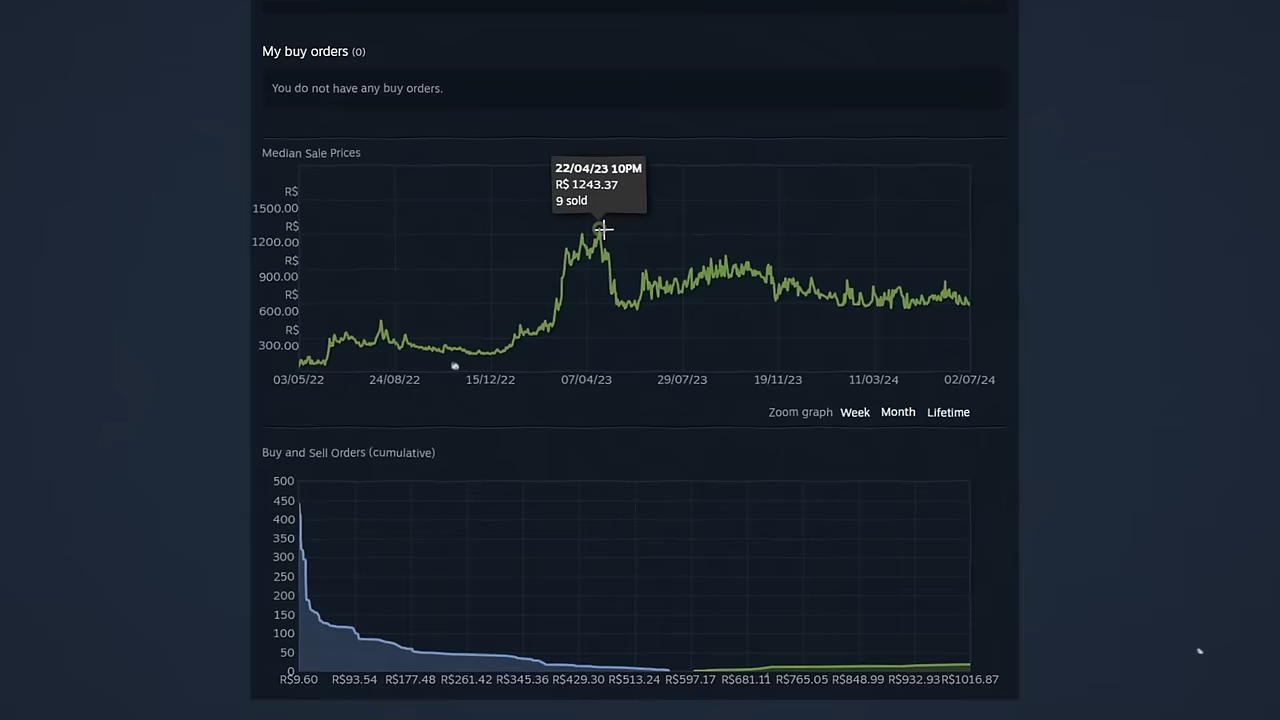 My buy orders (0)
You do not have any buy orders.
Median Sale Prices
22/04/23 10PM
R$ 1243.37
9 sold
R$
1500.00
R$
1200.00
R$
900.00
R$
600.00
R$
300.00
03/05/22 24/08/22 15/12/22 07/04/23 29/07/23 19/11/23 11/03/24 02/07/24
Zoom graph Week Month Lifetime
Buy and Sell Orders (cumulative)
500
450
400
350
300
250
200
150
100
50
0
R$9.60 R$93.54 R$177.48 R$261.42 R$345.36 R$429.30 R$513.24 R$597.17 R$681.11 R$765.05 R$848.99 R$932.93 R$1016.87